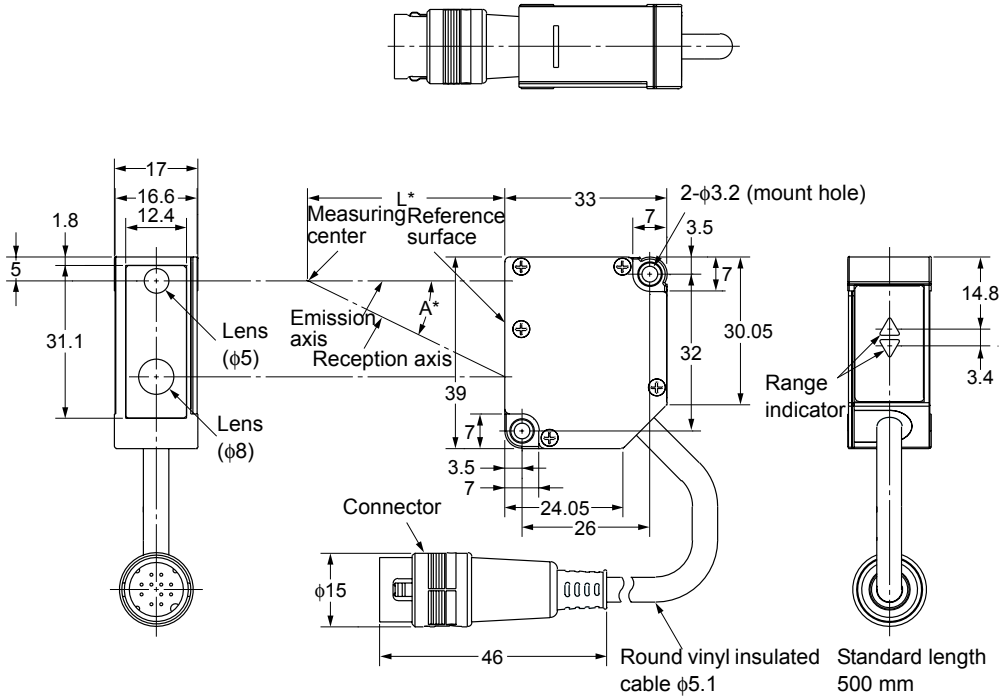 17
16.6
12.4
1.8
5
31.1
Lens
(ϕ5)
Lens
(ϕ8)
L*
Measuring
center
Reference
surface
A*
Emission
axis
Reception axis
33
2-ϕ3.2 (mount hole)
7
3.5
7
30.05
32
39
7
3.5
7
24.05
26
14.8
3.4
Range
indicator
Connector
ϕ15
46
Round vinyl insulated
cable ϕ5.1
Standard length
500 mm